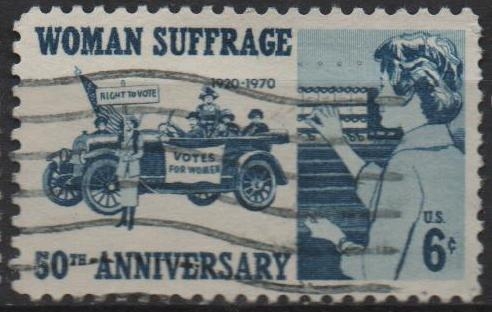 WOMAN SUFFRAGE
1920-1970
RIGHT TO VOTE
VOTES
FOR WOMEN
U.S.
6¢
50TH ANNIVERSARY